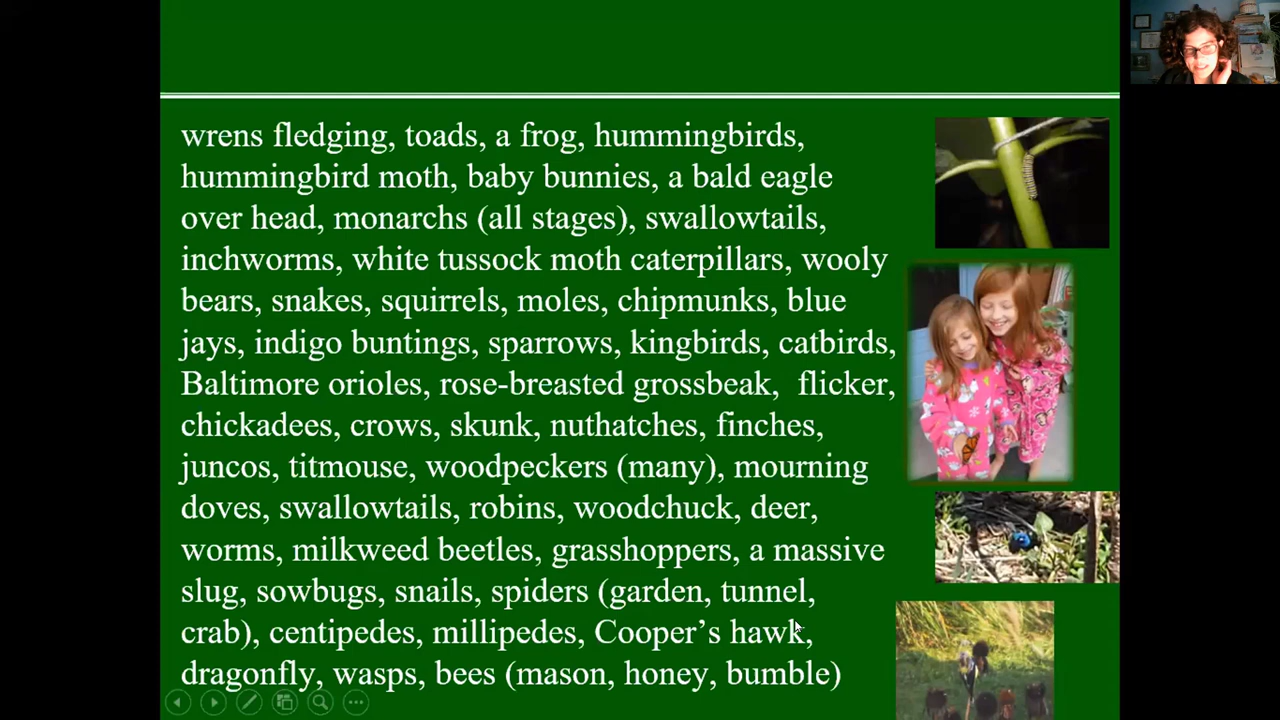 wrens fledging, toads, a frog, hummingbirds,
hummingbird moth, baby bunnies, a bald eagle
over head, monarchs (all stages), swallowtails,
inchworms, white tussock moth caterpillars, wooly
bears, snakes, squirrels, moles, chipmunks, blue
jays, indigo buntings, sparrows, kingbirds, catbirds,
Baltimore orioles, rose-breasted grossbeak,  flicker,
chickadees, crows, skunk, nuthatches, finches,
juncos, titmouse, woodpeckers (many), mourning
doves, swallowtails, robins, woodchuck, deer,
worms, milkweed beetles, grasshoppers, a massive
slug, sowbugs, snails, spiders (garden, tunnel,
crab), centipedes, millipedes, Cooper’s hawk,
dragonfly, wasps, bees (mason, honey, bumble)